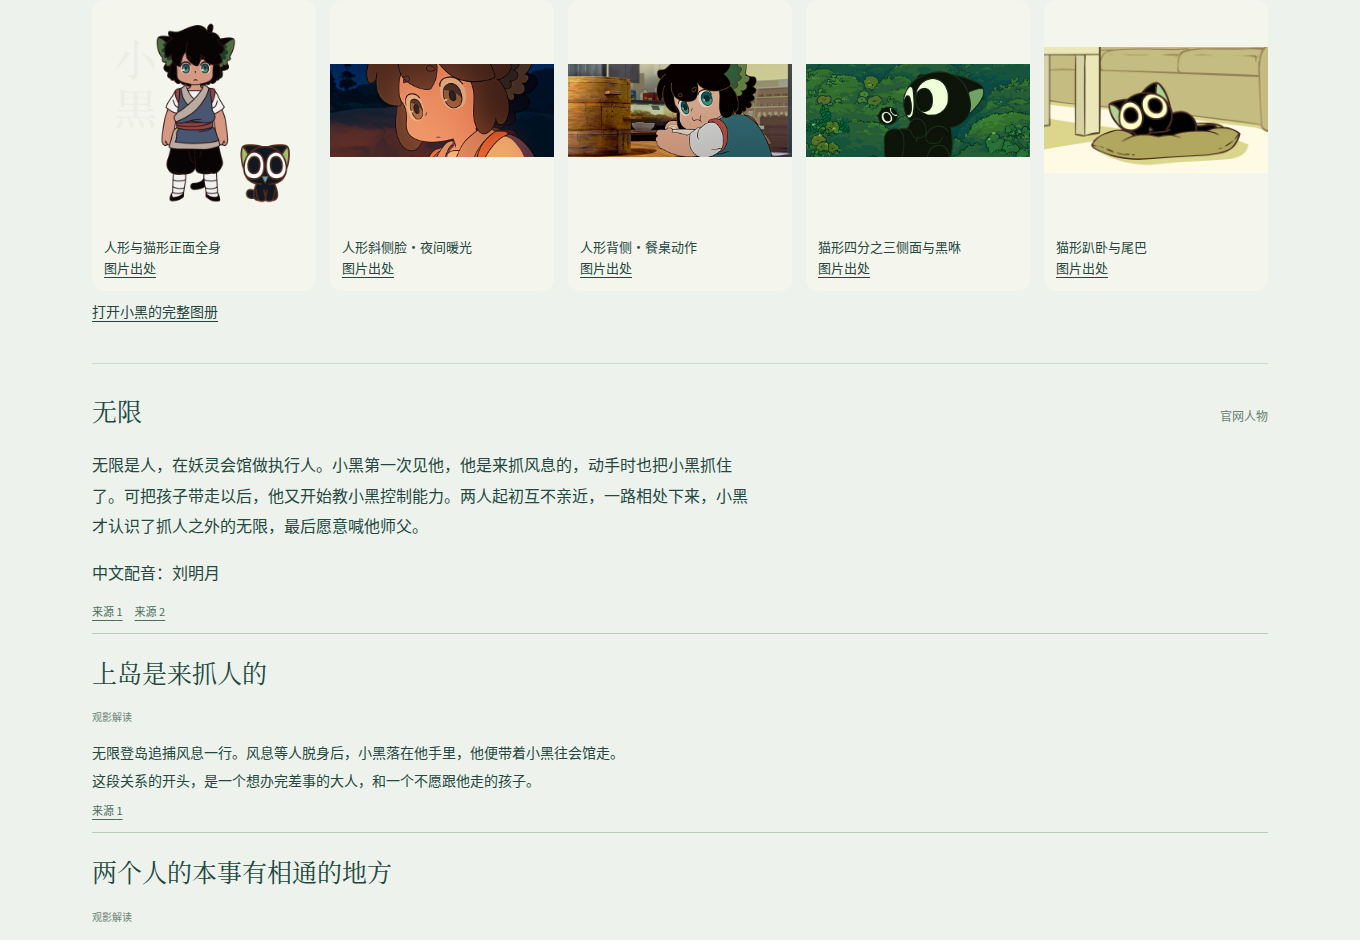 小
黒
人形与猫形正面全身
图片出处
人形斜侧脸·夜间暖光
图片出处
人形背侧·餐桌动作
图片出处
猫形四分之三侧面与黑咻
图片出处
猫形趴卧与尾巴
图片出处
打开小黑的完整图册
无限
官网人物
无限是人，在妖灵会馆做执行人。小黑第一次见他，他是来抓风息的，动手时也把小黑抓住
了。可把孩子带走以后，他又开始教小黑控制能力。两人起初互不亲近，一路相处下来，小黑
才认识了抓人之外的无限，最后愿意喊他师父。
中文配音：刘明月
来源 1 来源 2
上岛是来抓人的
观影解读
无限登岛追捕风息一行。风息等人脱身后，小黑落在他手里，他便带着小黑往会馆走。
这段关系的开头，是一个想办完差事的大人，和一个不愿跟他走的孩子。
来源 1
两个人的本事有相通的地方
观影解读